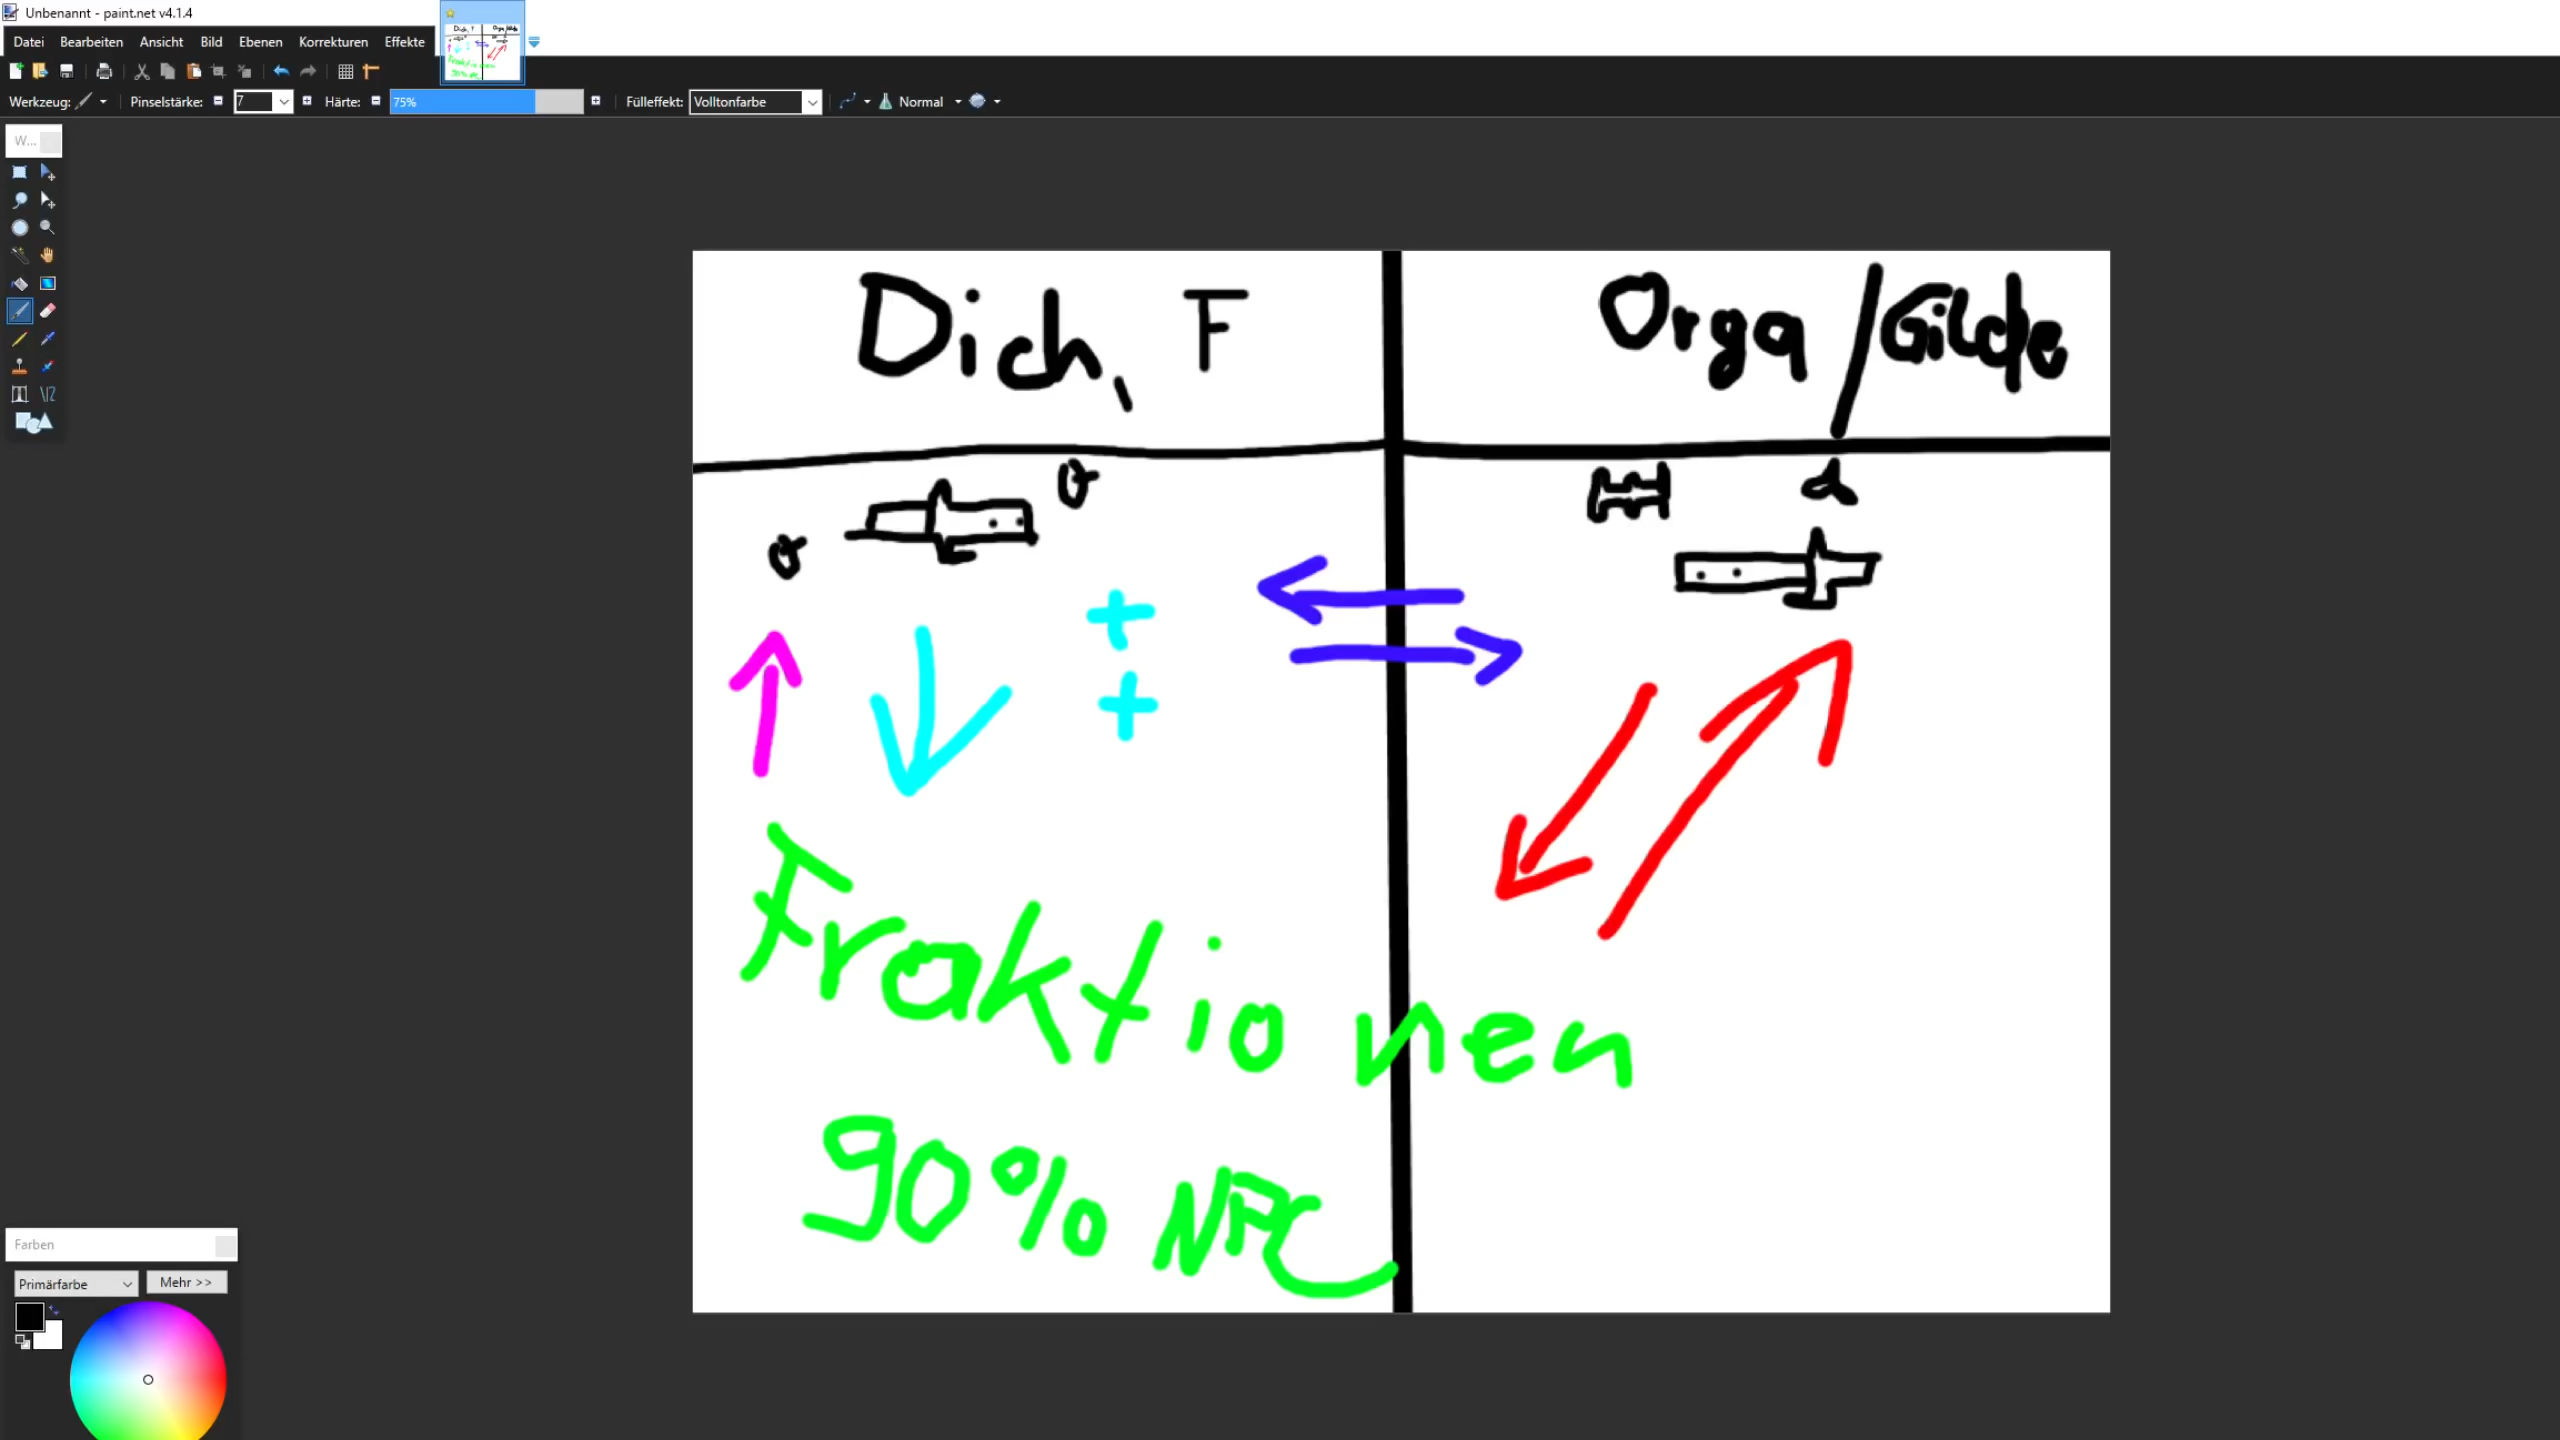 Unbenannt - paint.net v4.1.4
Datei Bearbeiten Ansicht Bild Ebenen Korrekturen Effekte
Werkzeug: Pinselstärke: 7 Härte: 75% Fülleffekt: Volltonfarbe Normal
W...
Dich, F
Orga / Gilde
Fraktionen
90% NPC
Farben
Primärfarbe Mehr >>